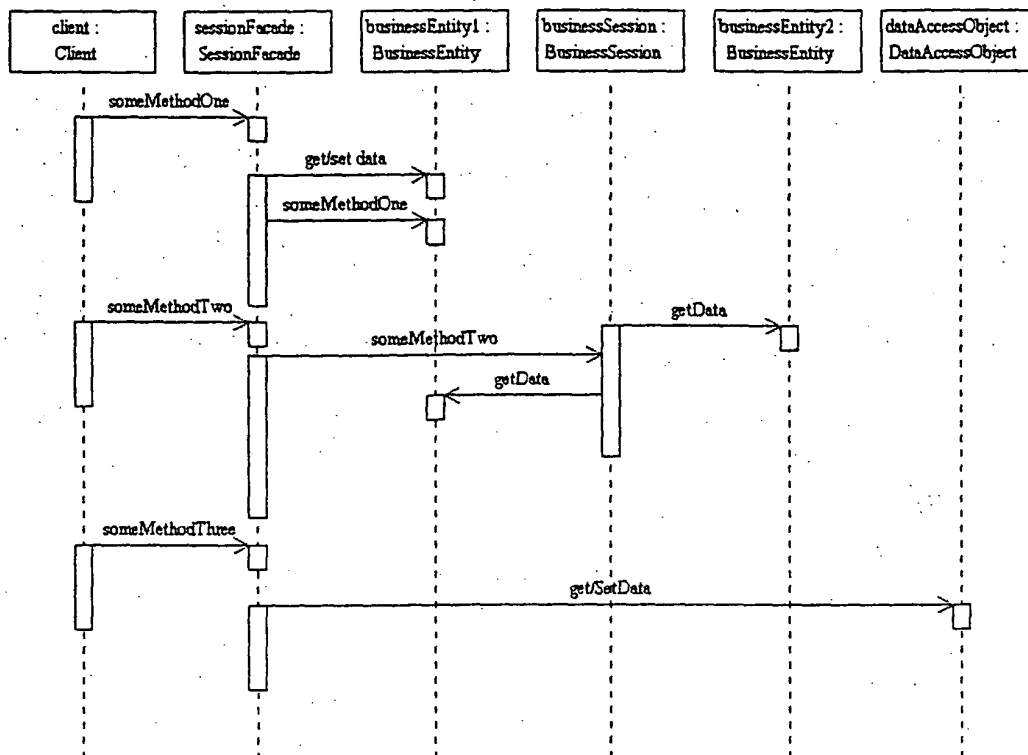 client :
Client
sessionFacade :
SessionFacade
businessEntity1 :
BusinessEntity
businessSession :
BusinessSession
businessEntity2 :
BusinessEntity
dataAccessObject :
DataAccessObject
someMethodOne
get/set data
someMethodOne
someMethodTwo
getData
someMethodTwo
getData
someMethodThree
get/SetData